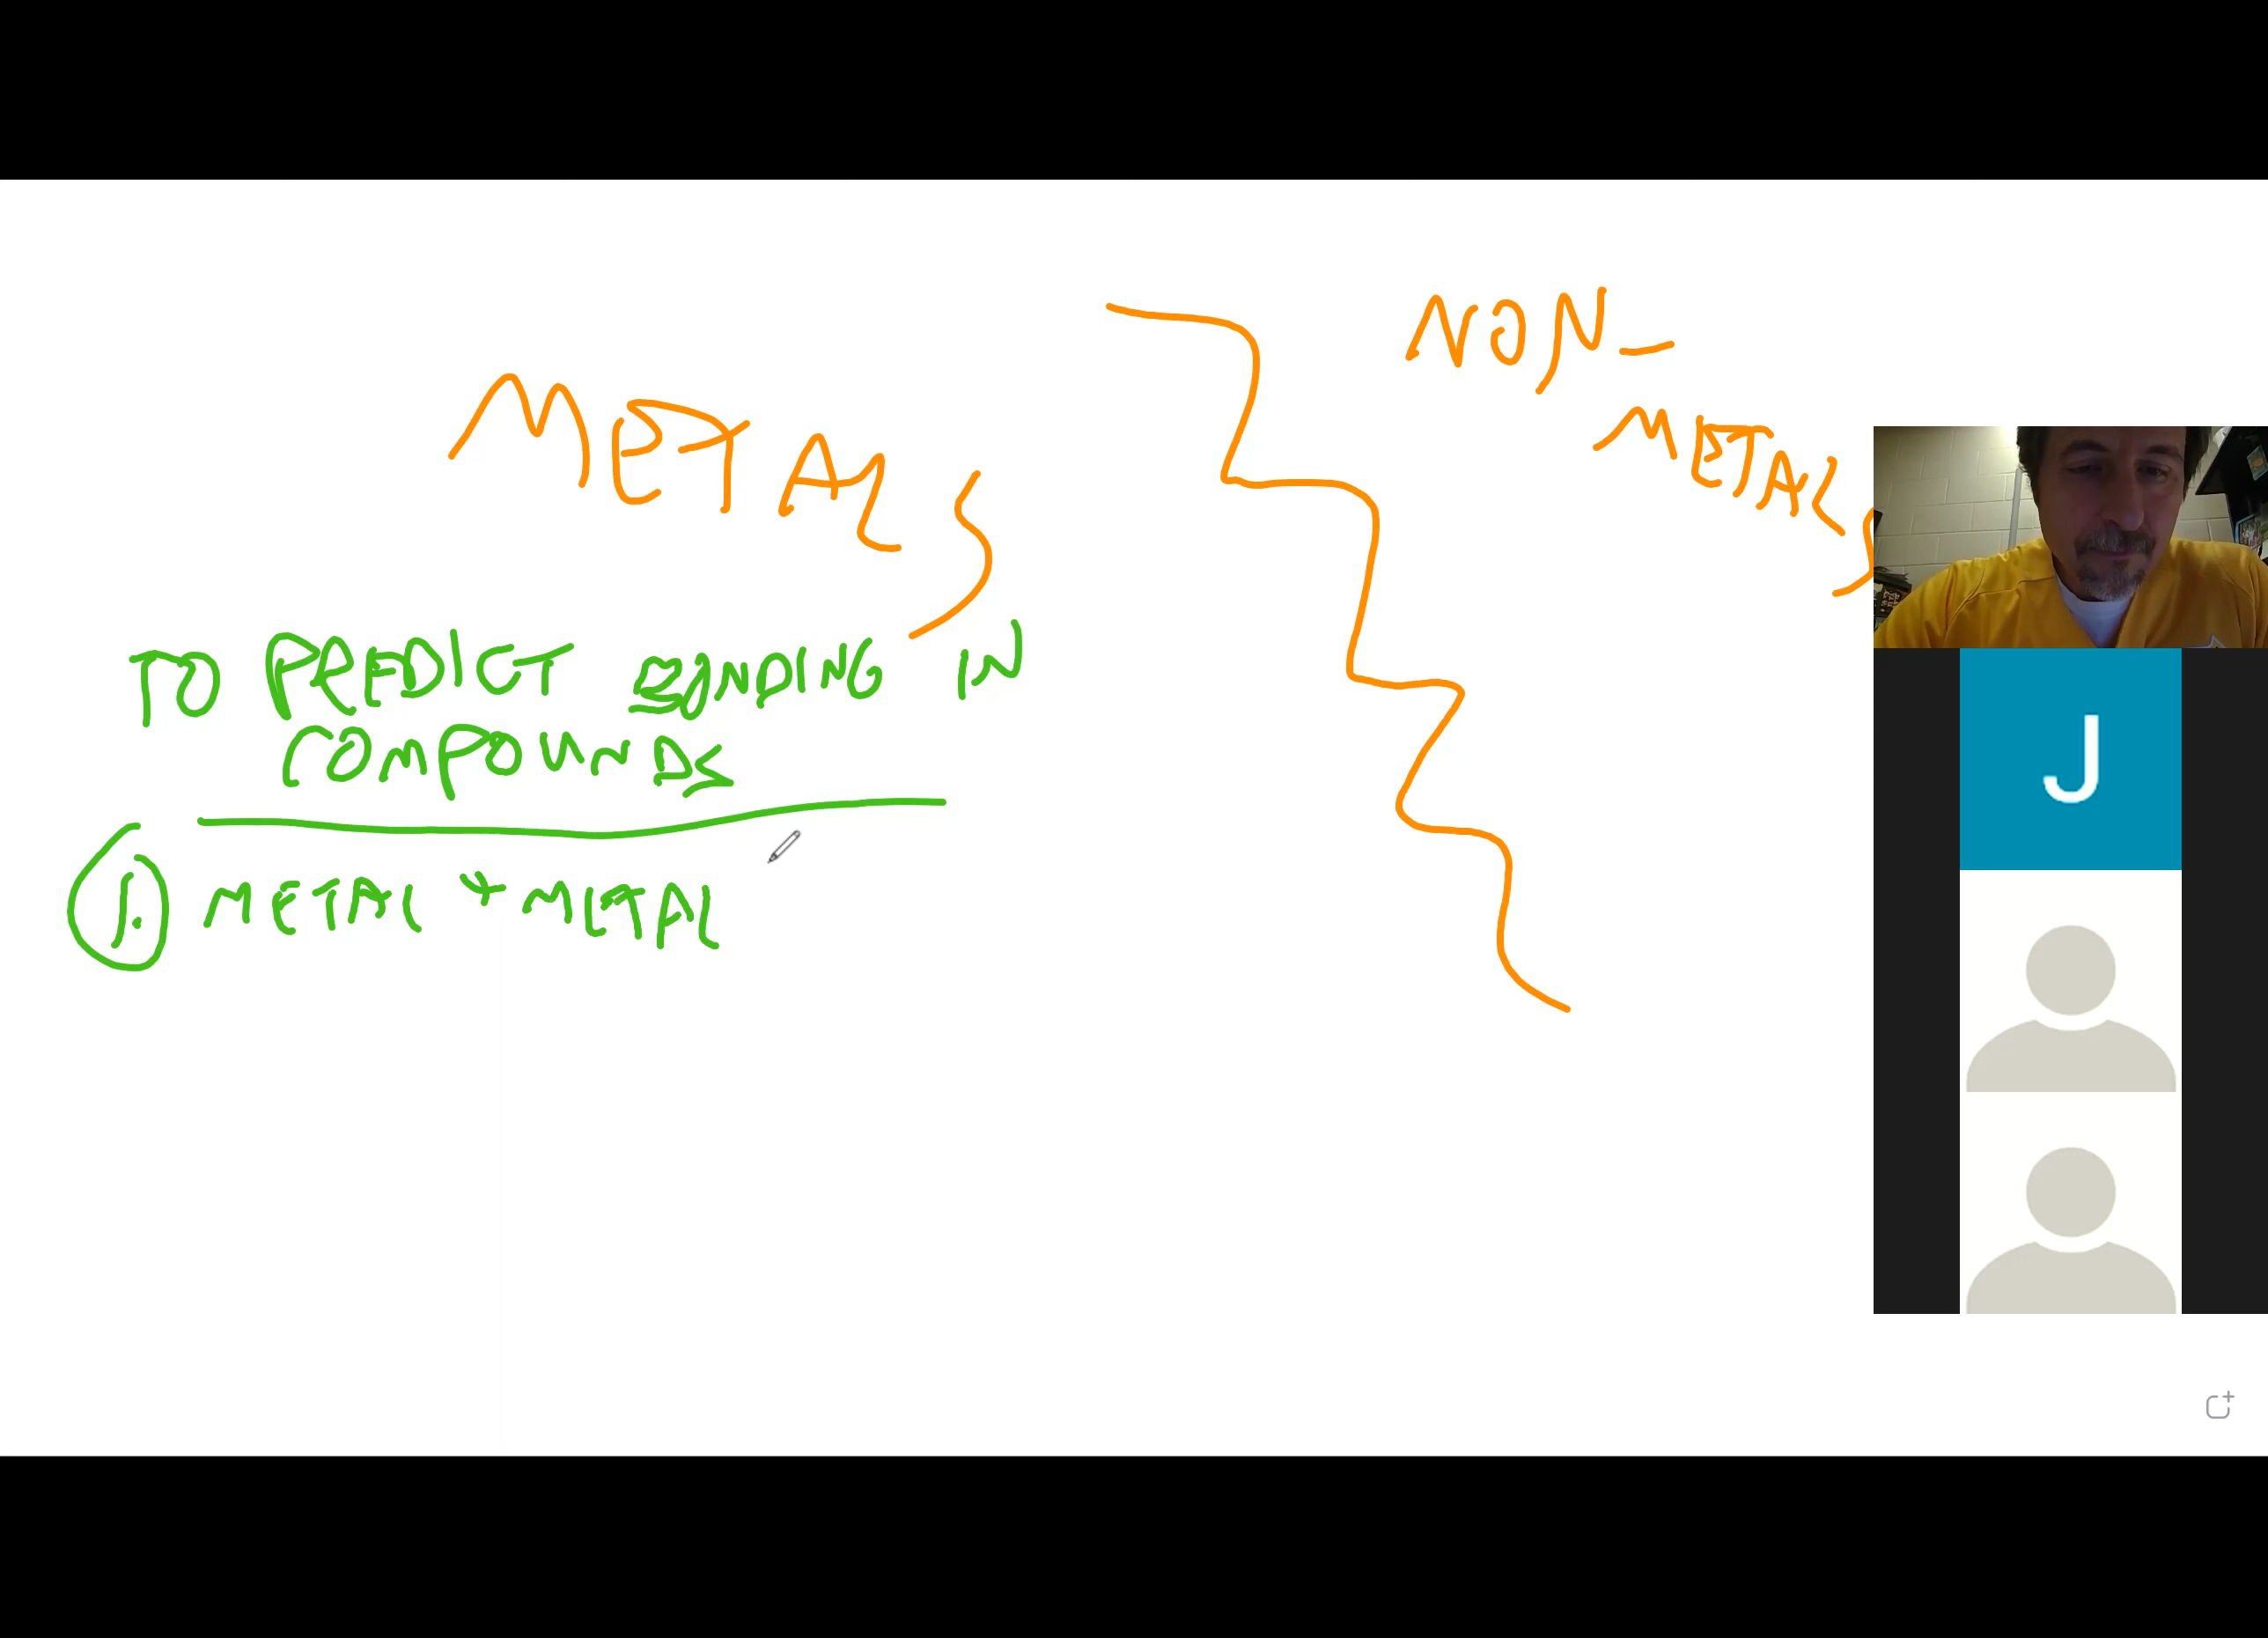 METALS
NON-
METALS
TO PREDICT BONDING IN
COMPOUNDS
1. METAL + METAL
J